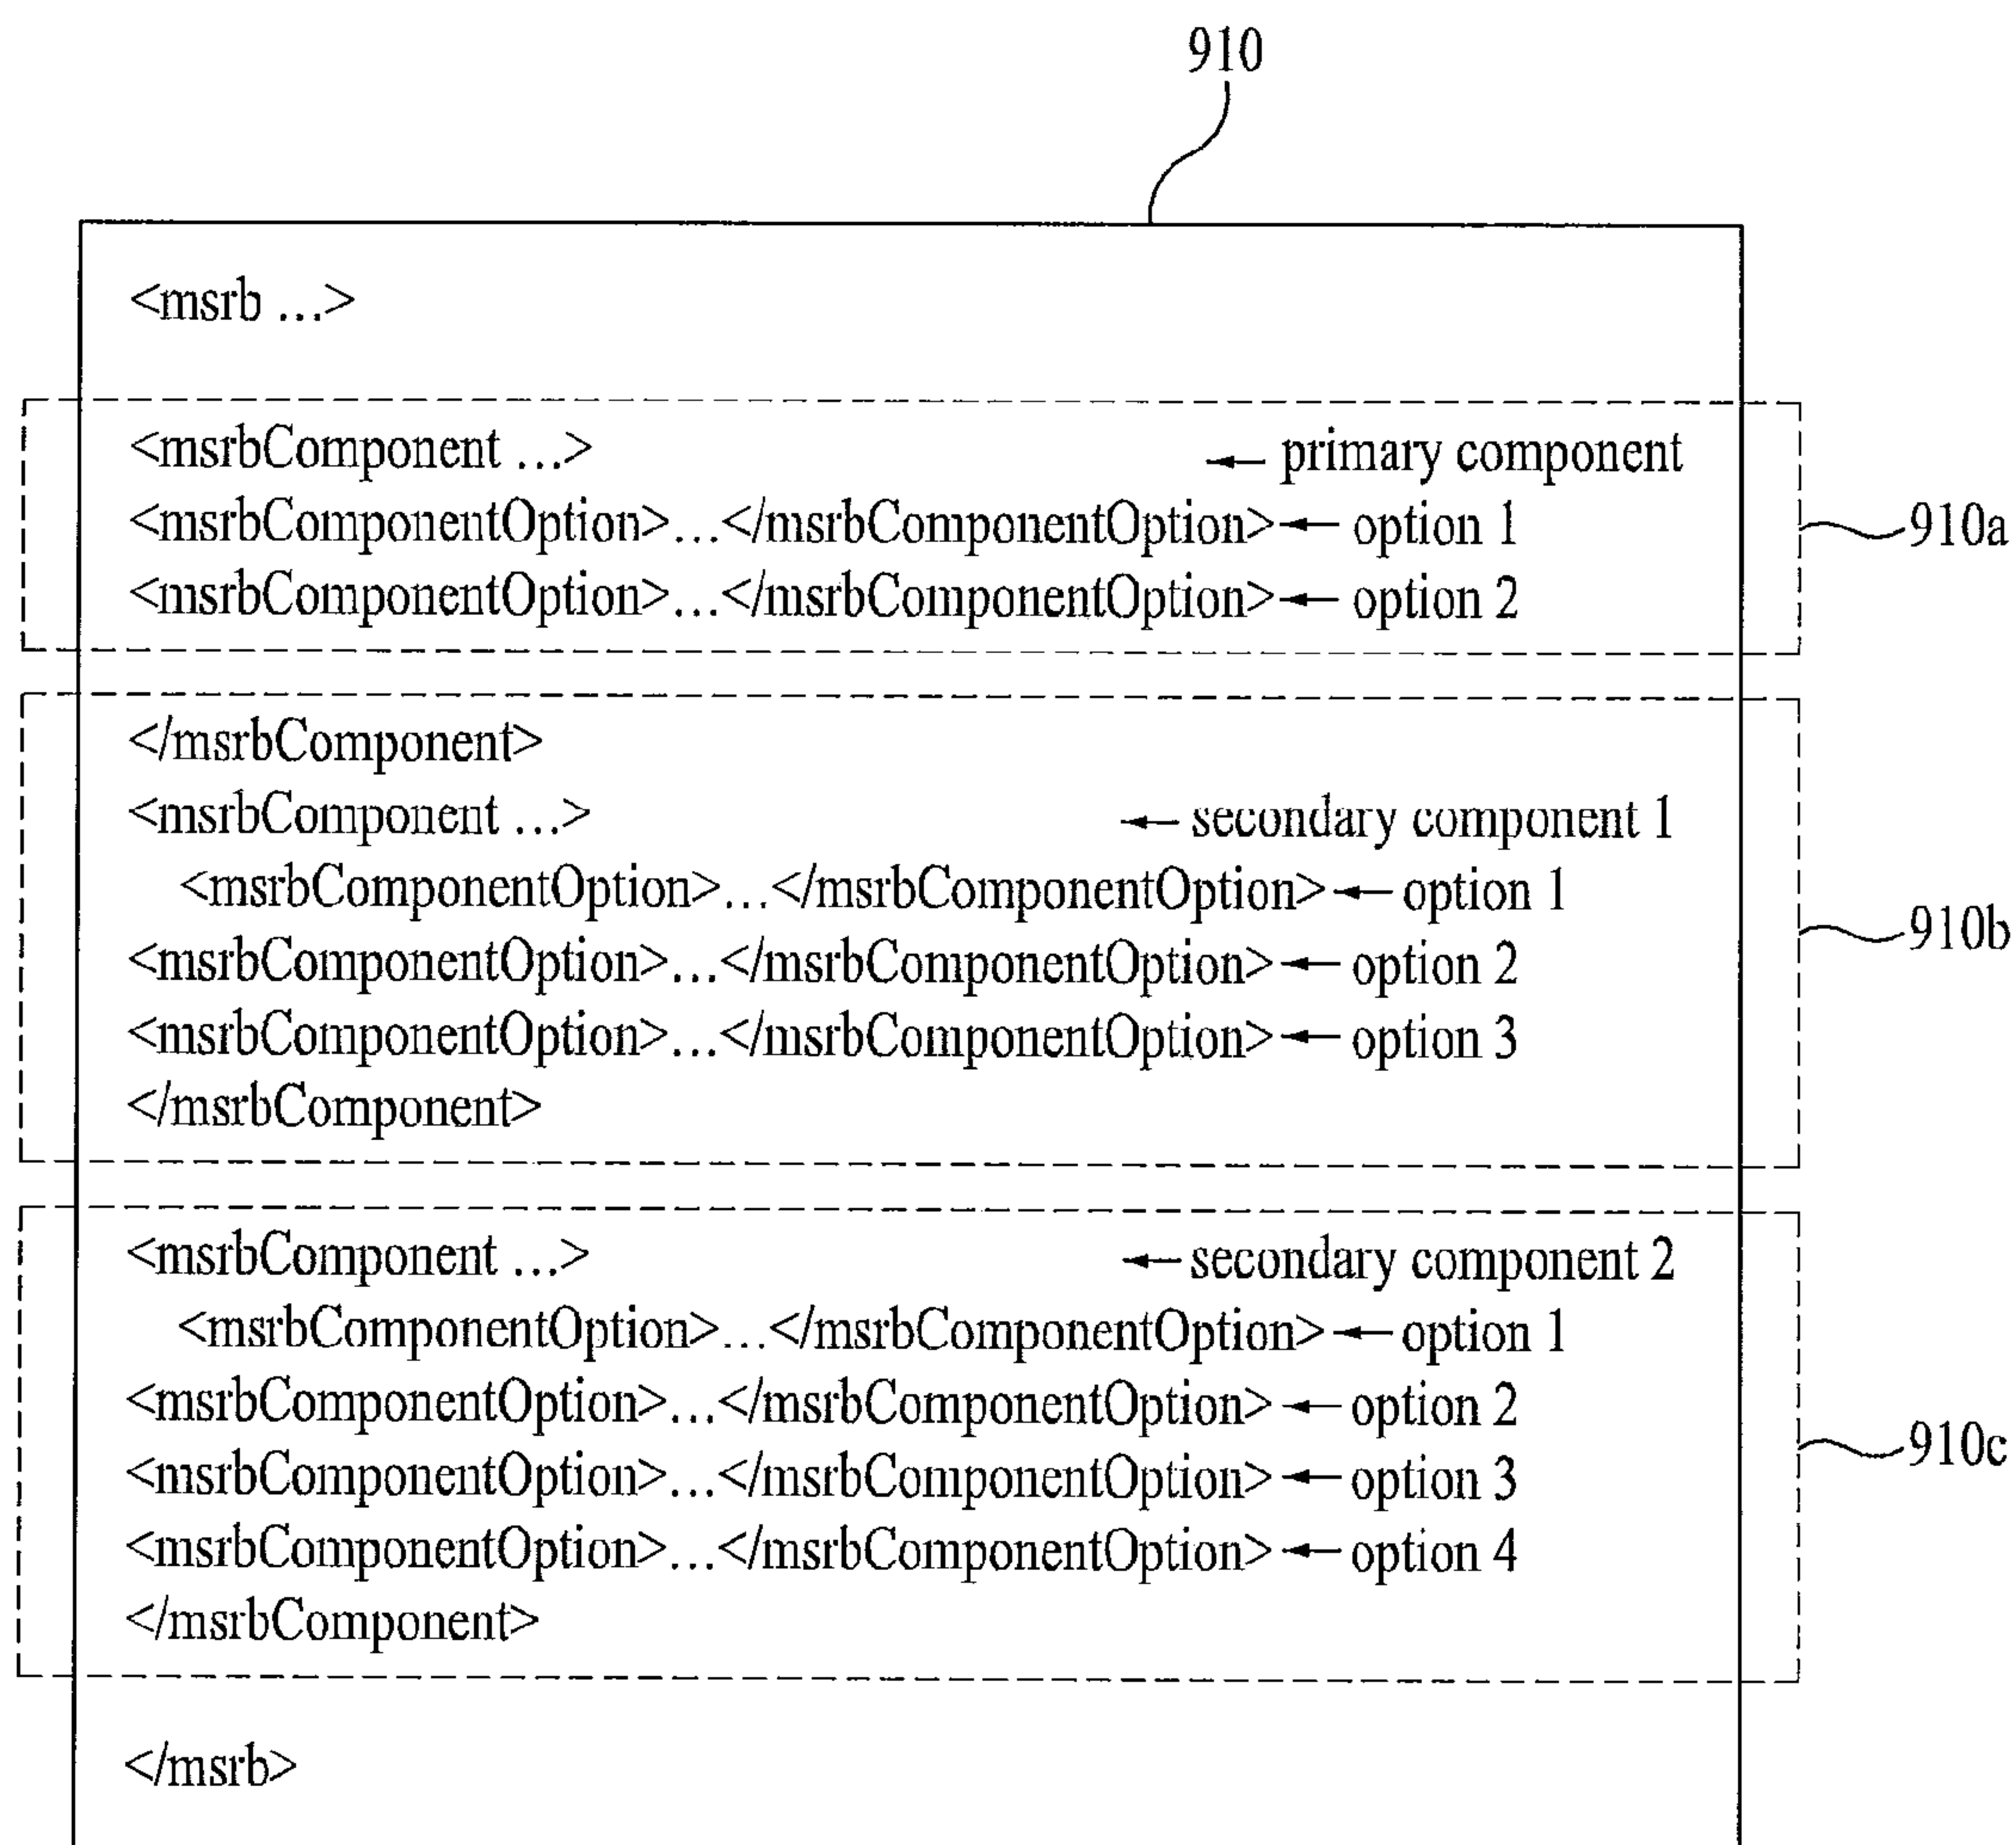 910
<msrb ...>
<msrbComponent ...> primary component
<msrbComponentOption>...</msrbComponentOption> option 1
<msrbComponentOption>...</msrbComponentOption> option 2
910a
</msrbComponent>
<msrbComponent ...> secondary component 1
<msrbComponentOption>...</msrbComponentOption> option 1
<msrbComponentOption>...</msrbComponentOption> option 2
<msrbComponentOption>...</msrbComponentOption> option 3
</msrbComponent>
910b
<msrbComponent ...> secondary component 2
<msrbComponentOption>...</msrbComponentOption> option 1
<msrbComponentOption>...</msrbComponentOption> option 2
<msrbComponentOption>...</msrbComponentOption> option 3
<msrbComponentOption>...</msrbComponentOption> option 4
</msrbComponent>
910c
</msrb>